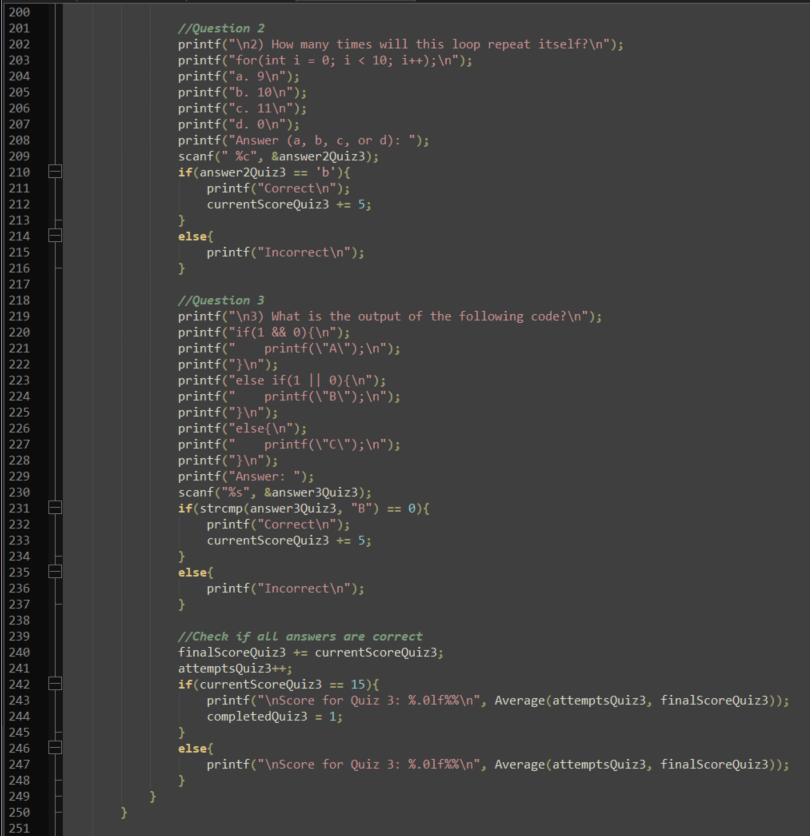 200
201 //Question 2
202 printf("\n2) How many times will this loop repeat itself?\n");
203 printf("for(int i = 0; i < 10; i++);\n");
204 printf("a. 9\n");
205 printf("b. 10\n");
206 printf("c. 11\n");
207 printf("d. 0\n");
208 printf("Answer (a, b, c, or d): ");
209 scanf(" %c", &answer2Quiz3);
210 if(answer2Quiz3 == 'b'){
211 printf("Correct\n");
212 currentScoreQuiz3 += 5;
213 }
214 else{
215 printf("Incorrect\n");
216 }
217
218 //Question 3
219 printf("\n3) What is the output of the following code?\n");
220 printf("if(1 && 0){\n");
221 printf("    printf(\"A\");\n");
222 printf("}\n");
223 printf("else if(1 || 0){\n");
224 printf("    printf(\"B\");\n");
225 printf("}\n");
226 printf("else{\n");
227 printf("    printf(\"C\");\n");
228 printf("}\n");
229 printf("Answer: ");
230 scanf("%s", &answer3Quiz3);
231 if(strcmp(answer3Quiz3, "B") == 0){
232 printf("Correct\n");
233 currentScoreQuiz3 += 5;
234 }
235 else{
236 printf("Incorrect\n");
237 }
238
239 //Check if all answers are correct
240 finalScoreQuiz3 += currentScoreQuiz3;
241 attemptsQuiz3++;
242 if(currentScoreQuiz3 == 15){
243 printf("\nScore for Quiz 3: %.0lf%%\n", Average(attemptsQuiz3, finalScoreQuiz3));
244 completedQuiz3 = 1;
245 }
246 else{
247 printf("\nScore for Quiz 3: %.0lf%%\n", Average(attemptsQuiz3, finalScoreQuiz3));
248 }
249 }
250 }
251